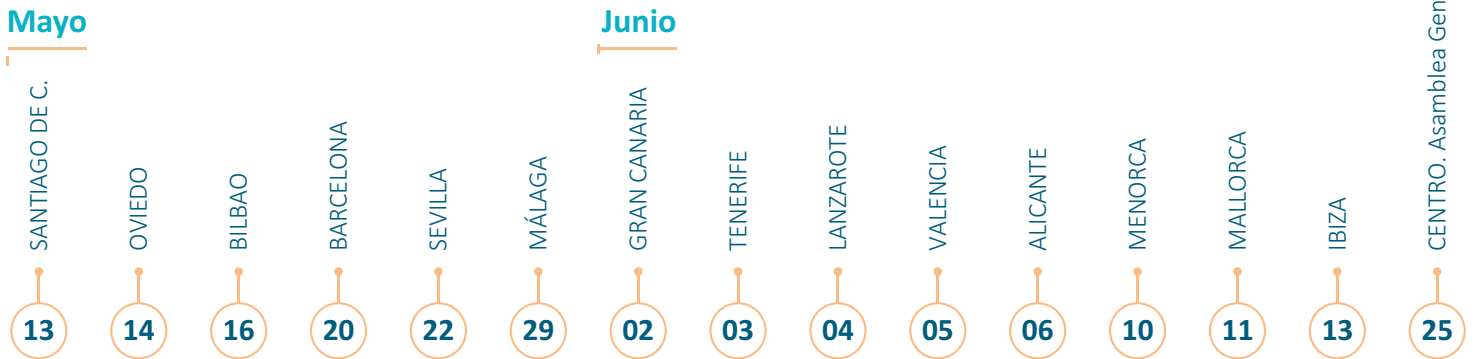 Mayo
Junio
SANTIAGO DE C.
OVIEDO
BILBAO
BARCELONA
SEVILLA
MÁLAGA
GRAN CANARIA
TENERIFE
LANZAROTE
VALENCIA
ALICANTE
MENORCA
MALLORCA
IBIZA
CENTRO. Asamblea Gen
13
14
16
20
22
29
02
03
04
05
06
10
11
13
25